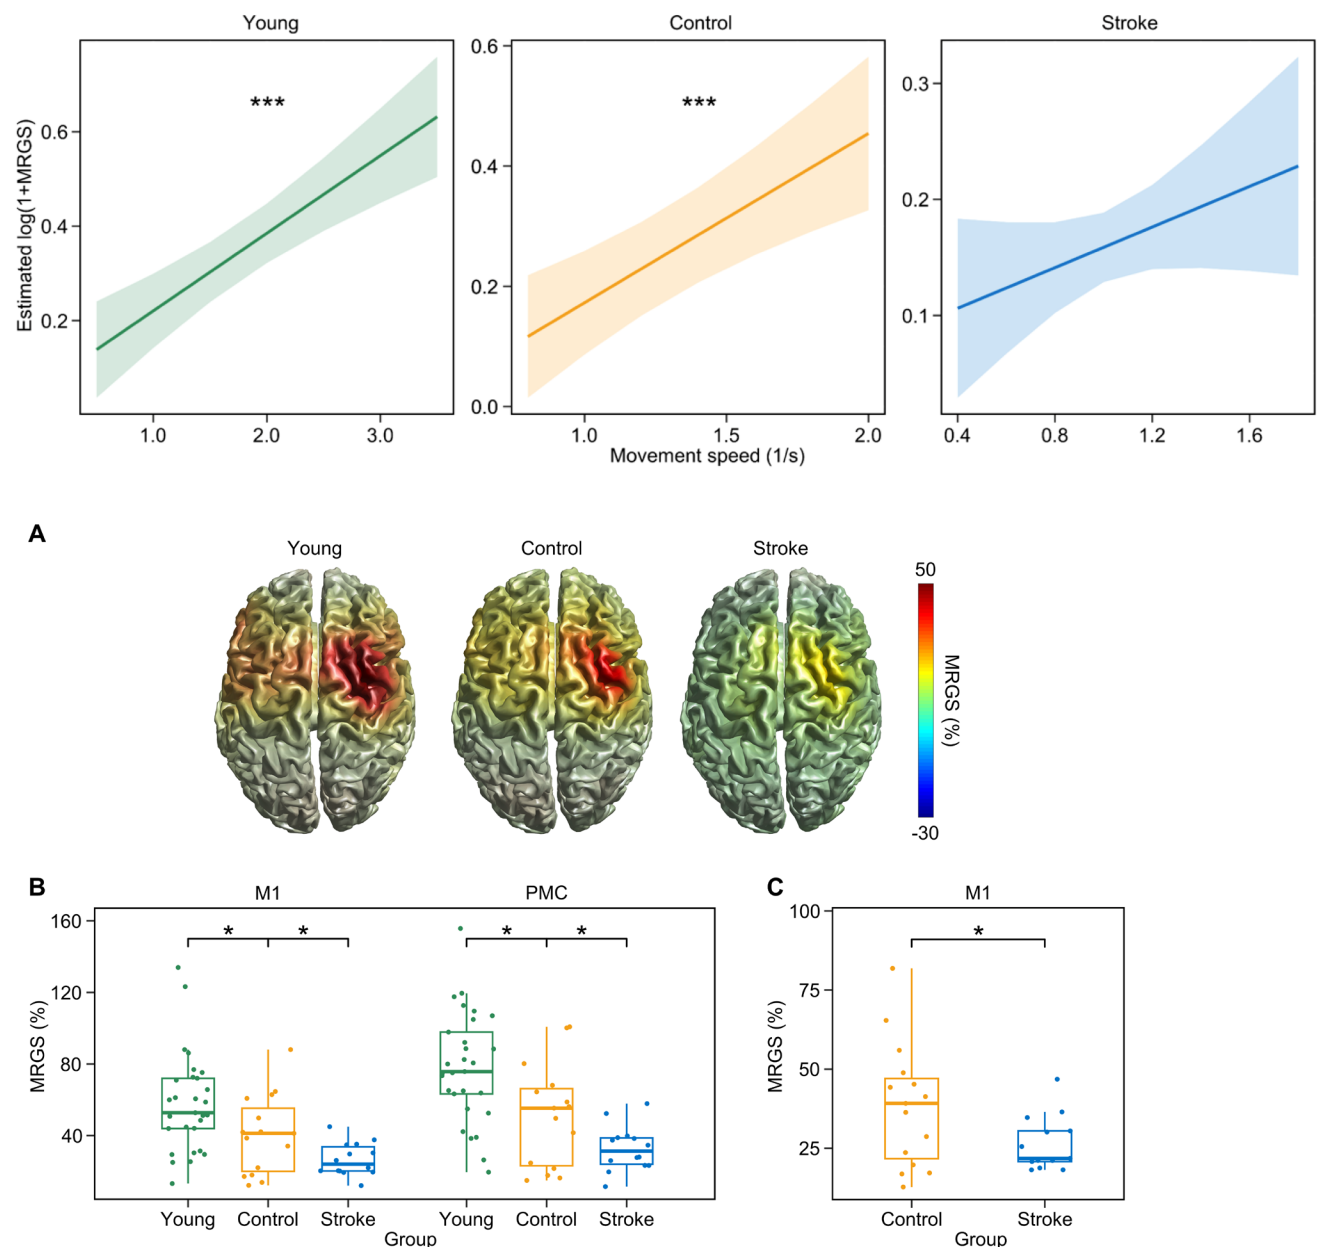 Young
Control
Stroke
***
***
Estimated log(1+MRGS)
0.6
0.4
0.2
0.6
0.4
0.2
0.0
0.3
0.2
0.1
1.0 2.0 3.0
1.0 1.5 2.0
0.4 0.8 1.2 1.6
Movement speed (1/s)
A
Young
Control
Stroke
50
MRGS (%)
-30
B
M1
PMC
MRGS (%)
160
120
80
40
* *
* *
Young Control Stroke
Young Control Stroke
Group
C
M1
MRGS (%)
100
75
50
25
*
Control Stroke
Group